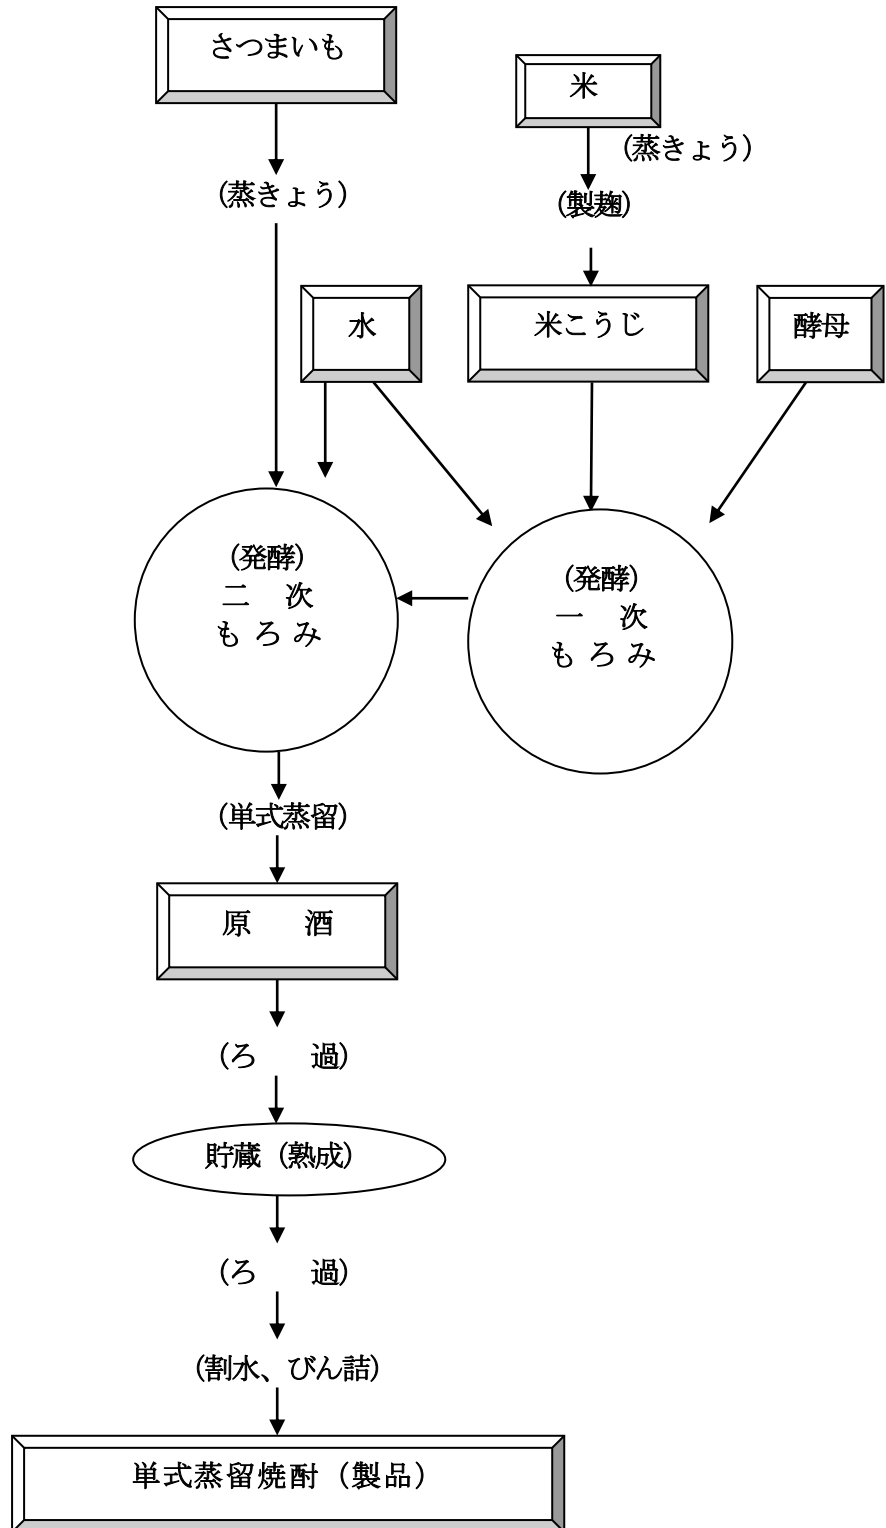 さつまいも
米
(蒸きょう)
(蒸きょう)
(製麹)
水
米こうじ
酵母
(発酵)
二　次
も ろ み
(発酵)
一　次
も ろ み
(単式蒸留)
原　　酒
(ろ　　過)
貯蔵（熟成）
(ろ　　過)
(割水、びん詰)
単式蒸留焼酎（製品）